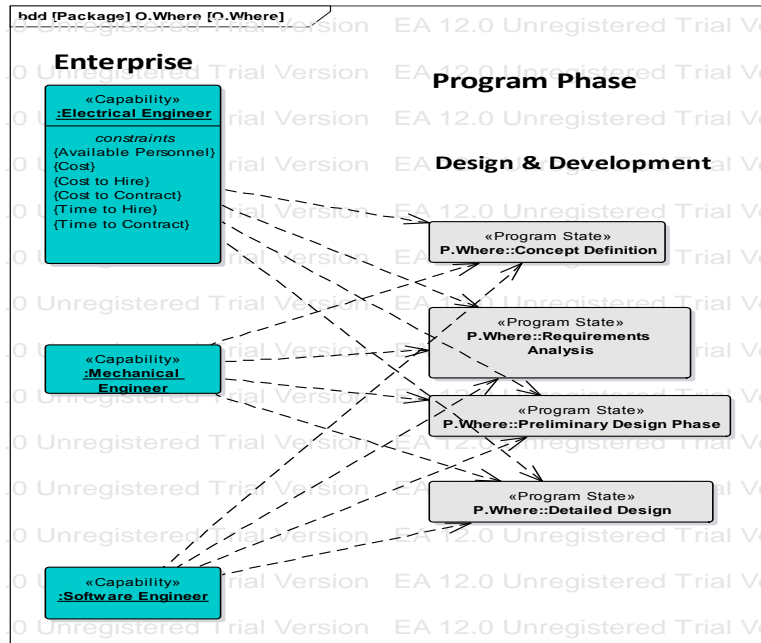 bdd [Package] O.Where [O.Where]
Enterprise
Program Phase
Design & Development
«Capability»
:Electrical Engineer
constraints
{Available Personnel}
{Cost}
{Cost to Hire}
{Cost to Contract}
{Time to Hire}
{Time to Contract}
«Program State»
P.Where::Concept Definition
«Program State»
P.Where::Requirements
Analysis
«Capability»
:Mechanical
Engineer
«Program State»
P.Where::Preliminary Design Phase
«Program State»
P.Where::Detailed Design
«Capability»
:Software Engineer
EA 12.0 Unregistered Trial Version